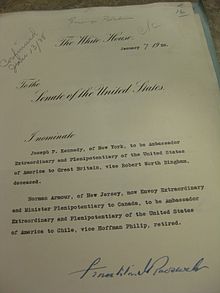 The White House,
January 7, 19
Confirmed
To the
Senate of the United States.
I nominate
Joseph P. Kennedy, of New York, to be Ambassador
Extraordinary and Plenipotentiary of the United States
of America to Great Britain, vice Robert Worth Bingham,
deceased.
Norman Armour, of New Jersey, now Envoy Extraordinary
and Minister Plenipotentiary to Canada, to be Ambassador
Extraordinary and Plenipotentiary of the United States
of America to Chile, vice Hoffman Philip, retired.
Franklin D Roosevelt